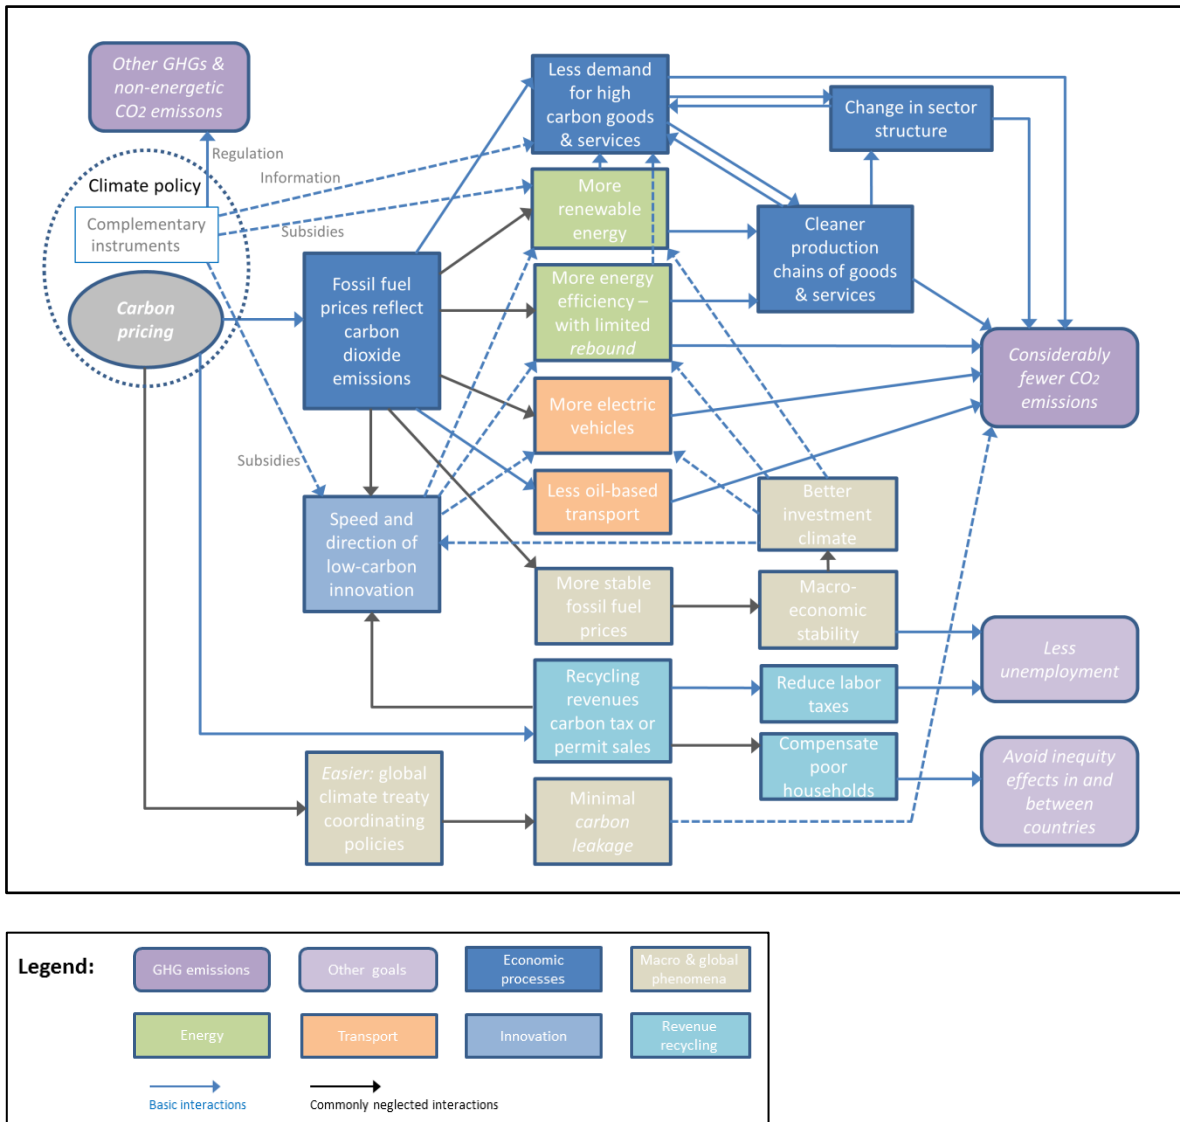 Other GHGs &
non-energetic
CO2 emissons
Regulation
Information
Climate policy
Complementary
instruments
Subsidies
Carbon
pricing
Subsidies
Fossil fuel
prices reflect
carbon
dioxide
emissions
Speed and
direction of
low-carbon
innovation
Easier: global
climate treaty
coordinating
policies
Less demand
for high
carbon goods
& services
More
renewable
energy
More energy
efficiency –
with limited
rebound
More electric
vehicles
Less oil-based
transport
More stable
fossil fuel
prices
Recycling
revenues
carbon tax or
permit sales
Minimal
carbon
leakage
Change in sector
structure
Cleaner
production
chains of goods
& services
Better
investment
climate
Macro-
economic
stability
Reduce labor
taxes
Compensate
poor
households
Considerably
fewer CO2
emissions
Less
unemployment
Avoid inequity
effects in and
between
countries
Legend:
GHG emissions
Other goals
Economic
processes
Macro & global
phenomena
Energy
Transport
Innovation
Revenue
recycling
Basic interactions
Commonly neglected interactions